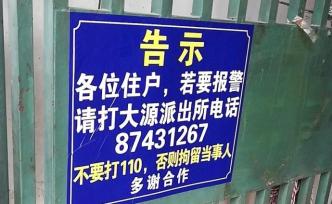 告示
各位住户，若要报警
请打大源派出所电话
87431267
不要打110，否则拘留当事人
多谢合作